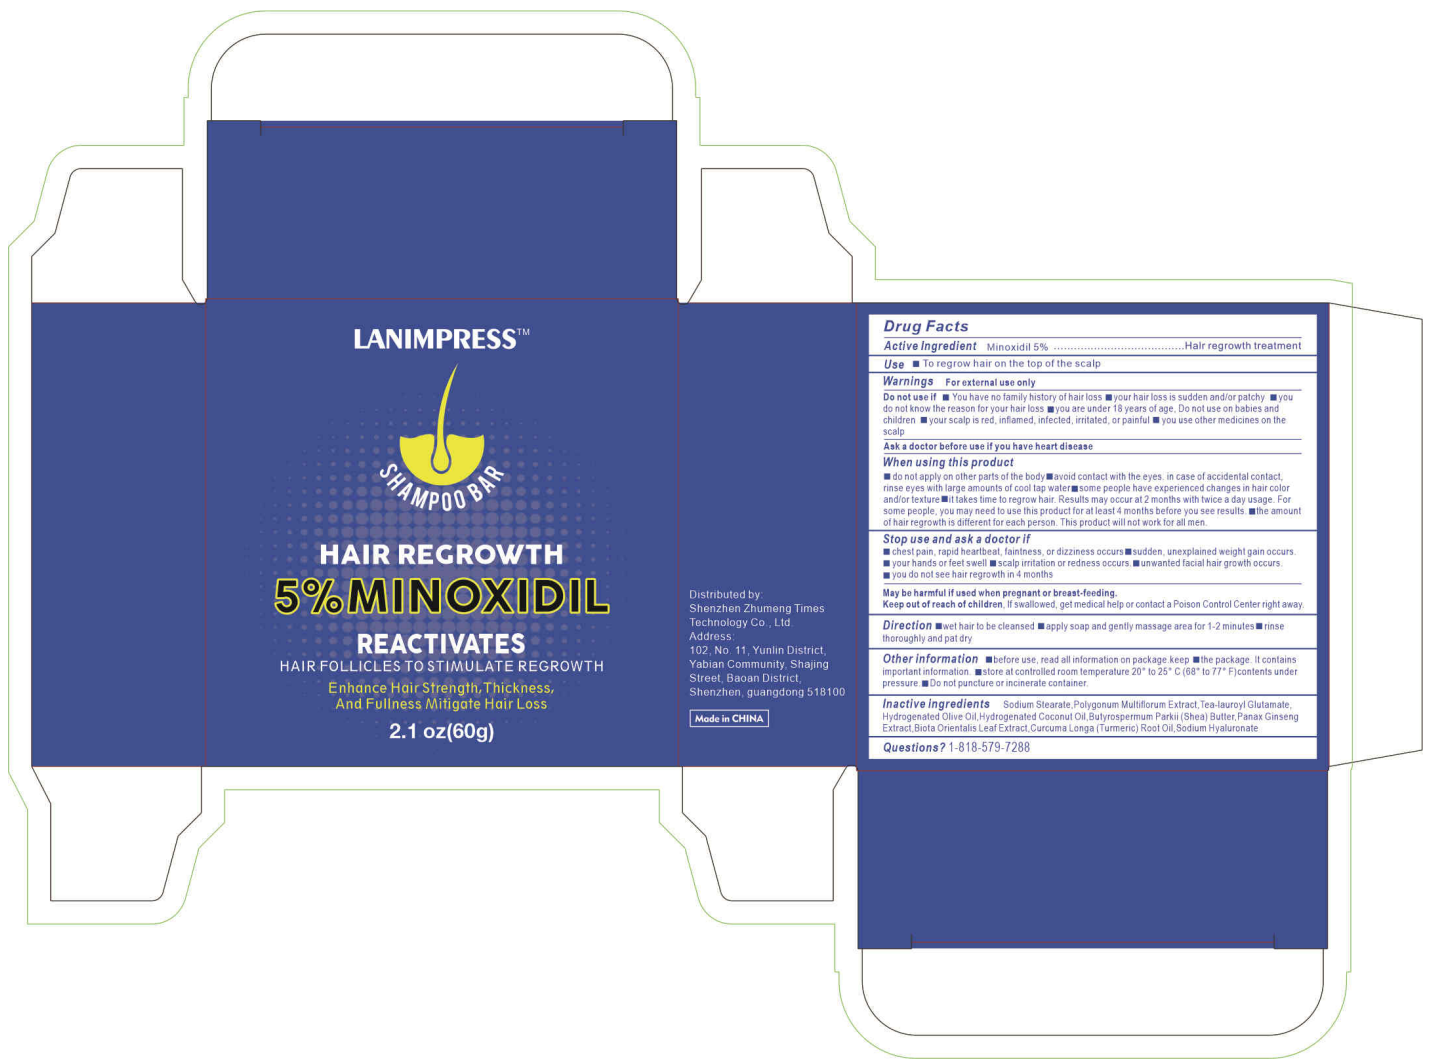 LANIMPRESS™
SHAMPOO BAR
HAIR REGROWTH
5% MINOXIDIL
REACTIVATES
HAIR FOLLICLES TO STIMULATE REGROWTH
Enhance Hair Strength, Thickness,
And Fullness Mitigate Hair Loss
2.1 oz(60g)
Distributed by:
Shenzhen Zhumeng Times
Technology Co., Ltd.
Address:
102, No. 11, Yunlin District,
Yabian Community, Shajing
Street, Baoan District,
Shenzhen, guangdong 518100
Made in CHINA
Drug Facts
Active Ingredient Minoxidil 5% .......................................Halr regrowth treatment
Use ■ To regrow hair on the top of the scalp
Warnings For external use only
Do not use if ■ You have no family history of hair loss ■ your hair loss is sudden and/or patchy ■ you
do not know the reason for your hair loss ■ you are under 18 years of age, Do not use on babies and
children ■ your scalp is red, inflamed, infected, irritated, or painful ■ you use other medicines on the
scalp
Ask a doctor before use if you have heart disease
When using this product
■ do not apply on other parts of the body ■ avoid contact with the eyes. in case of accidental contact,
rinse eyes with large amounts of cool tap water ■ some people have experienced changes in hair color
and/or texture ■ it takes time to regrow hair. Results may occur at 2 months with twice a day usage. For
some people, you may need to use this product for at least 4 months before you see results. ■ the amount
of hair regrowth is different for each person. This product will not work for all men.
Stop use and ask a doctor if
■ chest pain, rapid heartbeat, faintness, or dizziness occurs ■ sudden, unexplained weight gain occurs.
■ your hands or feet swell ■ scalp irritation or redness occurs. ■ unwanted facial hair growth occurs.
■ you do not see hair regrowth in 4 months
May be harmful if used when pregnant or breast-feeding.
Keep out of reach of children, If swallowed, get medical help or contact a Poison Control Center right away.
Direction ■ wet hair to be cleansed ■ apply soap and gently massage area for 1-2 minutes ■ rinse
thoroughly and pat dry
Other information ■ before use, read all information on package.keep ■ the package. It contains
important information. ■ store at controlled room temperature 20° to 25° C (68° to 77° F)contents under
pressure. ■ Do not puncture or incinerate container.
Inactive ingredients Sodium Stearate,Polygonum Multiflorum Extract,Tea-lauroyl Glutamate,
Hydrogenated Olive Oil,Hydrogenated Coconut Oil,Butyrospermum Parkii (Shea) Butter,Panax Ginseng
Extract,Biota Orientalis Leaf Extract,Curcuma Longa (Turmeric) Root Oil,Sodium Hyaluronate
Questions? 1-818-579-7288